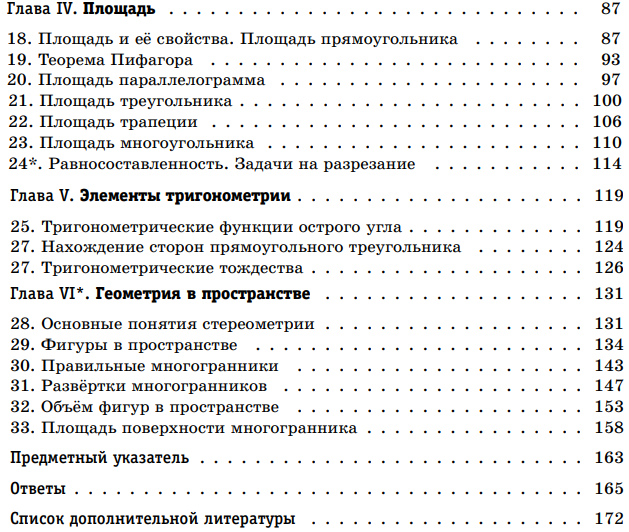 Глава IV. Площадь . . . . . . . . . . . . . . . . . . . . . . . . . . . . . 87
18. Площадь и её свойства. Площадь прямоугольника . . . . . . . 87
19. Теорема Пифагора . . . . . . . . . . . . . . . . . . . . . . . . . 93
20. Площадь параллелограмма . . . . . . . . . . . . . . . . . . . . 97
21. Площадь треугольника . . . . . . . . . . . . . . . . . . . . . . . 100
22. Площадь трапеции . . . . . . . . . . . . . . . . . . . . . . . . . 106
23. Площадь многоугольника . . . . . . . . . . . . . . . . . . . . . 110
24*. Равносоставленность. Задачи на разрезание . . . . . . . . . . 114
Глава V. Элементы тригонометрии . . . . . . . . . . . . . . . . . . . 119
25. Тригонометрические функции острого угла . . . . . . . . . . . . 119
27. Нахождение сторон прямоугольного треугольника . . . . . . . 124
27. Тригонометрические тождества . . . . . . . . . . . . . . . . . . 126
Глава VI*. Геометрия в пространстве . . . . . . . . . . . . . . . . . 131
28. Основные понятия стереометрии . . . . . . . . . . . . . . . . . 131
29. Фигуры в пространстве . . . . . . . . . . . . . . . . . . . . . . 134
30. Правильные многогранники . . . . . . . . . . . . . . . . . . . . 143
31. Развёртки многогранников . . . . . . . . . . . . . . . . . . . . 147
32. Объём фигур в пространстве . . . . . . . . . . . . . . . . . . . 153
33. Площадь поверхности многогранника . . . . . . . . . . . . . . 158
Предметный указатель . . . . . . . . . . . . . . . . . . . . . . . . . 163
Ответы . . . . . . . . . . . . . . . . . . . . . . . . . . . . . . . . . 165
Список дополнительной литературы . . . . . . . . . . . . . . . . . . 172